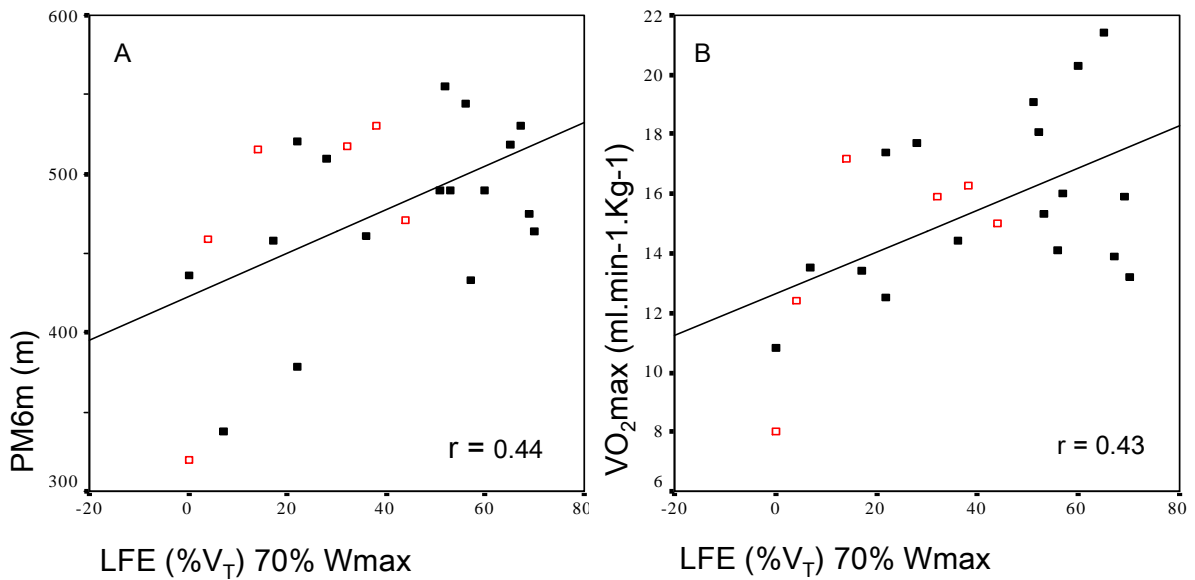 A
600
500
400
300
PM6m (m)
-20 0 20 40 60 80
r = 0.44
LFE (%V_T) 70% Wmax
B
22
20
18
16
14
12
10
8
6
VO₂max (ml.min-1.Kg-1)
-20 0 20 40 60 80
r = 0.43
LFE (%V_T) 70% Wmax